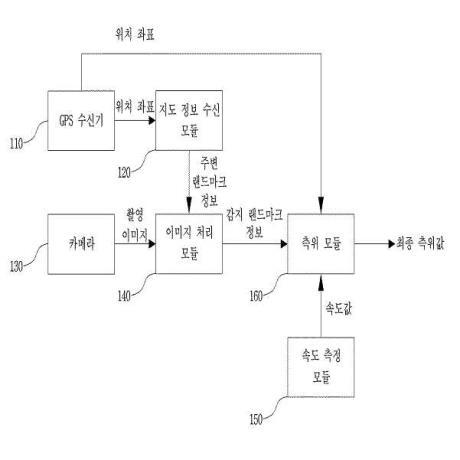 위치 좌표
GPS 수신기
위치 좌표
지도 정보 수신
모듈
110
120
주변
랜드마크
정보
카메라
촬영
이미지
이미지 처리
모듈
감지 랜드마크
정보
측위 모듈
최종 측위값
130
140
160
속도값
속도 측정
모듈
150